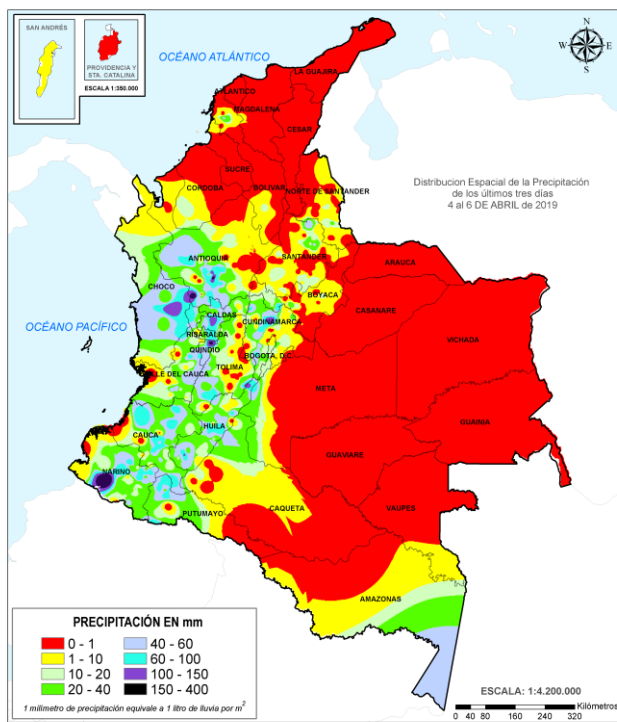 SAN ANDRÉS
PROVIDENCIA Y
STA. CATALINA
ESCALA 1:350.000
OCÉANO ATLÁNTICO
N
W E
S
LA GUAJIRA
ATLANTICO
MAGDALENA
CESAR
SUCRE
CORDOBA
BOLIVAR
NORTE DE SANTANDER
Distribucion Espacial de la Precipitación
de los últimos tres días
4 al 6 DE ABRIL de 2019
ANTIOQUIA
SANTANDER
ARAUCA
CHOCO
BOYACA
CASANARE
OCÉANO PACÍFICO
CALDAS
CUNDINAMARCA
RISARALDA
VICHADA
QUINDIO
BOGOTA, D.
TOLIMA
VALLE DEL CAUCA
META
GUAINIA
CAUCA
HUILA
GUAVIARE
NARIÑO
PUTUMAYO
CAQUETA
VAUPES
AMAZONAS
PRECIPITACIÓN EN mm
0 - 1 40 - 60
1 - 10 60 - 100
10 - 20 100 - 150
20 - 40 150 - 400
1 milimetro de precipitación equivale a 1 litro de lluvia por m2
ESCALA: 1:4.200.000
Kilómetros
0 40 80 160 240 320